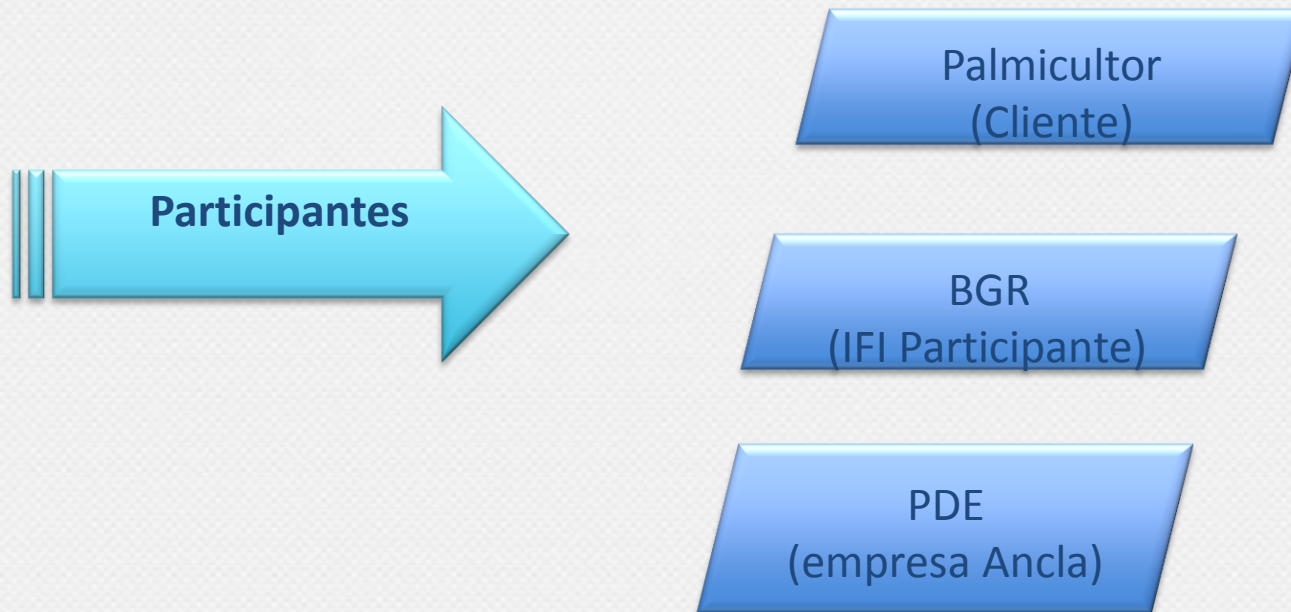 Participantes
Palmicultor
(Cliente)
BGR
(IFI Participante)
PDE
(empresa Ancla)